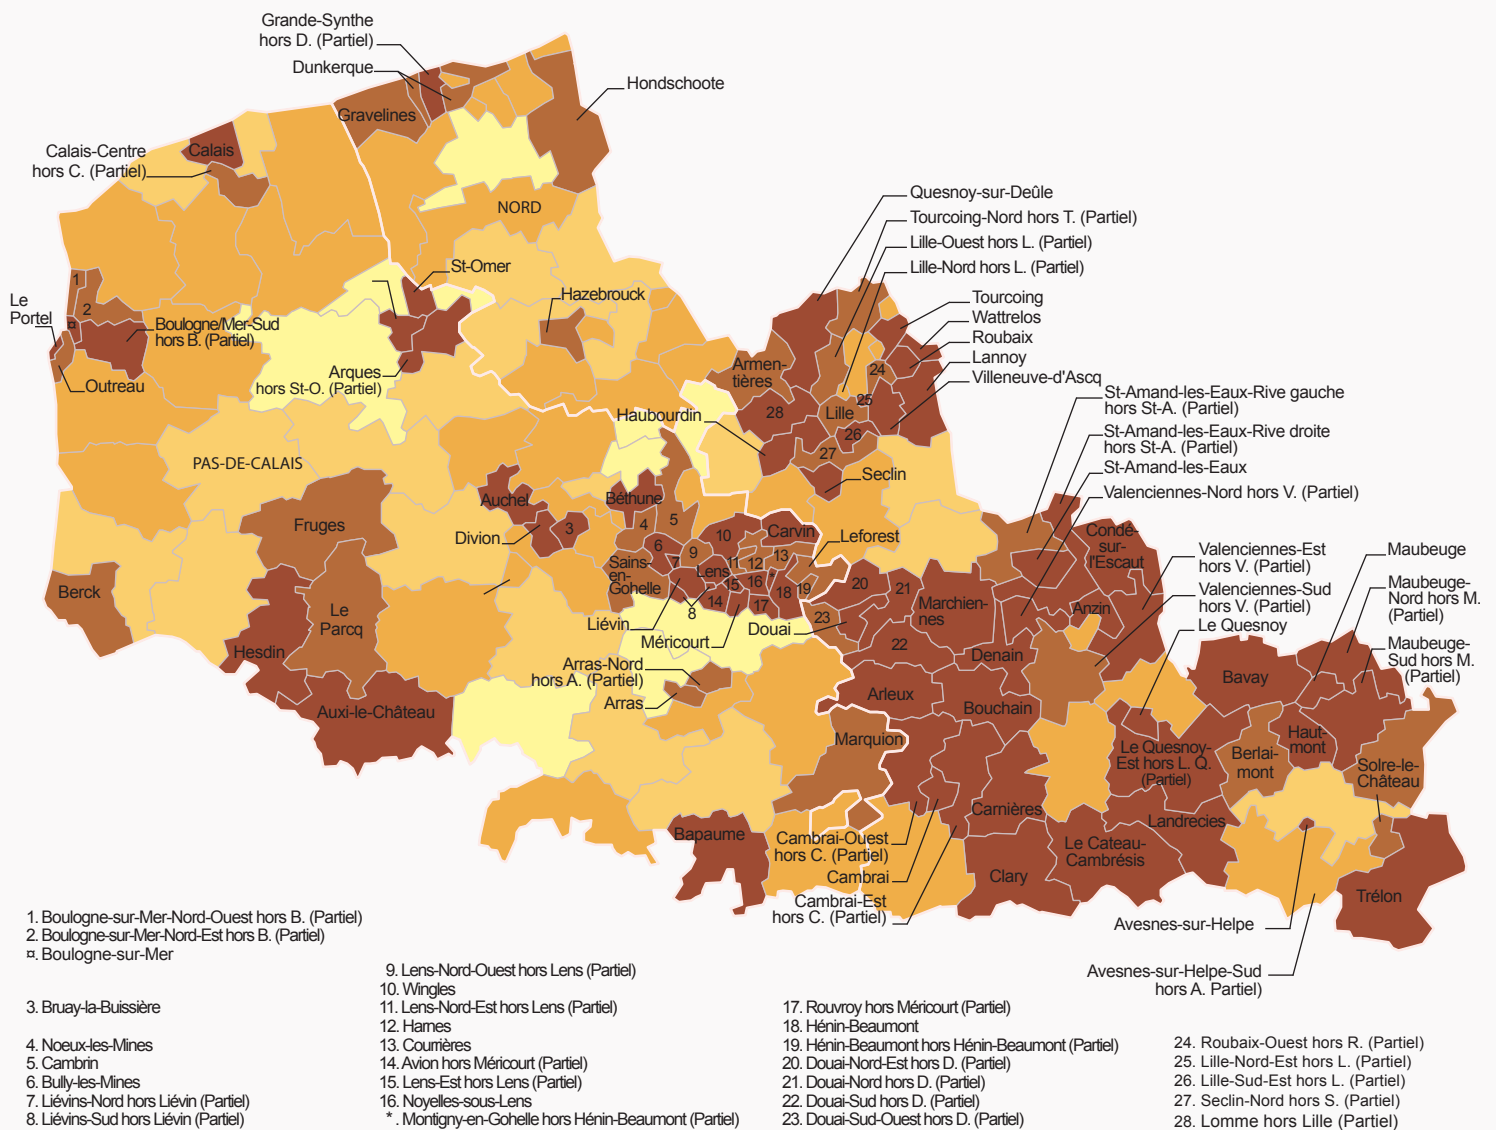 Grande-Synthe
hors D. (Partiel)
Dunkerque
Hondschoote
Gravelines
Calais-Centre
hors C. (Partiel)
Calais
NORD
Quesnoy-sur-Deûle
Tourcoing-Nord hors T. (Partiel)
Lille-Ouest hors L. (Partiel)
Lille-Nord hors L. (Partiel)
St-Omer
Hazebrouck
1
2
Le
Portel
¤
Boulogne/Mer-Sud
hors B. (Partiel)
Outreau
Arques
hors St-O. (Partiel)
Tourcoing
Wattrelos
Roubaix
Lannoy
Villeneuve-d'Ascq
Armen-
tières
24
25
28
Lille
26
27
Haubourdin
Seclin
St-Amand-les-Eaux-Rive gauche
hors St-A. (Partiel)
St-Amand-les-Eaux-Rive droite
hors St-A. (Partiel)
St-Amand-les-Eaux
Valenciennes-Nord hors V. (Partiel)
PAS-DE-CALAIS
Fruges
Auchel
Béthune
Divion
3
4
5
6
7
9
10
11
12
13
Carvin
Leforest
Lens
Sains-
en-
Gohelle
8
14
15
16
*
17
18
19
20
21
22
23
Liévin
Méricourt
Douai
Marchien-
nes
Condé-
sur-
l'Escaut
Anzin
Valenciennes-Est
hors V. (Partiel)
Valenciennes-Sud
hors V. (Partiel)
Le Quesnoy
Maubeuge
Maubeuge-
Nord hors M.
(Partiel)
Maubeuge-
Sud hors M.
(Partiel)
Berck
Le
Parcq
Hesdin
Auxi-le-Château
Arras-Nord
hors A. (Partiel)
Arras
Denain
Arleux
Bouchain
Bavay
Marquion
Le Quesnoy-
Est hors L. Q.
(Partiel)
Berlai-
mont
Haut-
mont
Solre-le-
Château
Carnières
Landrecies
Le Cateau-
Cambrésis
Clary
Trélon
Bapaume
Cambrai-Ouest
hors C. (Partiel)
Cambrai
Cambrai-Est
hors C. (Partiel)
Avesnes-sur-Helpe
Avesnes-sur-Helpe-Sud
hors A. Partiel)
1. Boulogne-sur-Mer-Nord-Ouest hors B. (Partiel)
2. Boulogne-sur-Mer-Nord-Est hors B. (Partiel)
¤. Boulogne-sur-Mer
3. Bruay-la-Buissière
4. Noeux-les-Mines
5. Cambrin
6. Bully-les-Mines
7. Liévins-Nord hors Liévin (Partiel)
8. Liévins-Sud hors Liévin (Partiel)
9. Lens-Nord-Ouest hors Lens (Partiel)
10. Wingles
11. Lens-Nord-Est hors Lens (Partiel)
12. Harnes
13. Courrières
14. Avion hors Méricourt (Partiel)
15. Lens-Est hors Lens (Partiel)
16. Noyelles-sous-Lens
* . Montigny-en-Gohelle hors Hénin-Beaumont (Partiel)
17. Rouvroy hors Méricourt (Partiel)
18. Hénin-Beaumont
19. Hénin-Beaumont hors Hénin-Beaumont (Partiel)
20. Douai-Nord-Est hors D. (Partiel)
21. Douai-Nord hors D. (Partiel)
22. Douai-Sud hors D. (Partiel)
23. Douai-Sud-Ouest hors D. (Partiel)
24. Roubaix-Ouest hors R. (Partiel)
25. Lille-Nord-Est hors L. (Partiel)
26. Lille-Sud-Est hors L. (Partiel)
27. Seclin-Nord hors S. (Partiel)
28. Lomme hors Lille (Partiel)